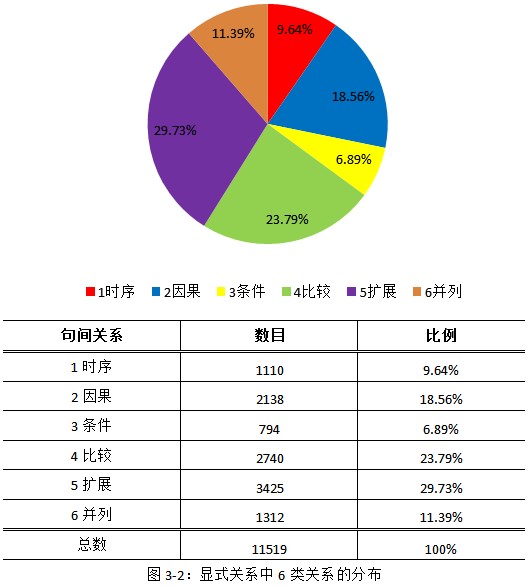 11.39%
9.64%
18.56%
29.73%
6.89%
23.79%
1时序 2因果 3条件 4比较 5扩展 6并列
句间关系 数目 比例
1 时序 1110 9.64%
2 因果 2138 18.56%
3 条件 794 6.89%
4 比较 2740 23.79%
5 扩展 3425 29.73%
6 并列 1312 11.39%
总数 11519 100%
图 3-2：显式关系中 6 类关系的分布